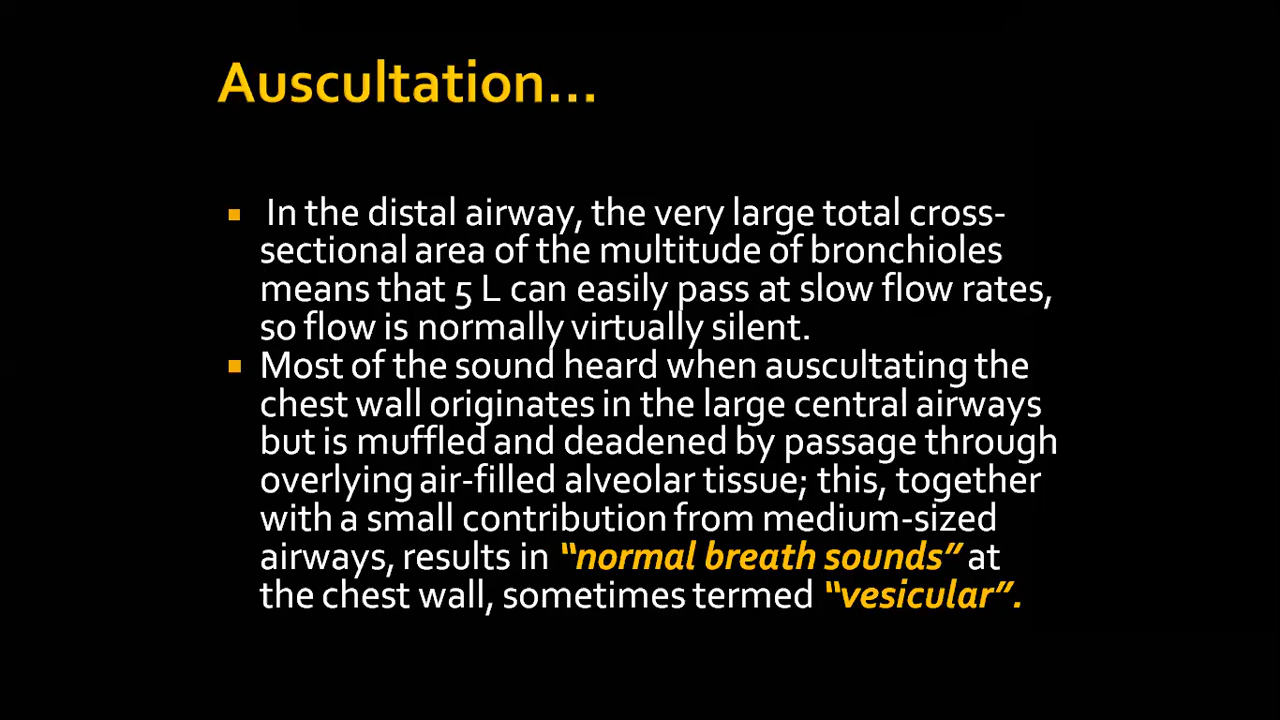 Auscultation...
▪ In the distal airway, the very large total cross-
sectional area of the multitude of bronchioles
means that 5 L can easily pass at slow flow rates,
so flow is normally virtually silent.
▪ Most of the sound heard when auscultating the
chest wall originates in the large central airways
but is muffled and deadened by passage through
overlying air-filled alveolar tissue; this, together
with a small contribution from medium-sized
airways, results in “normal breath sounds” at
the chest wall, sometimes termed “vesicular”.